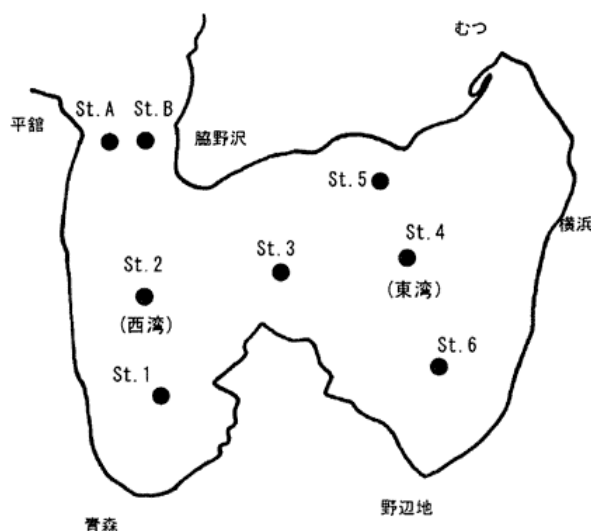 むつ
St.A
St.B
平舘
脇野沢
St.5
横浜
St.4
St.3
(東湾)
St.2
(西湾)
St.6
St.1
野辺地
青森